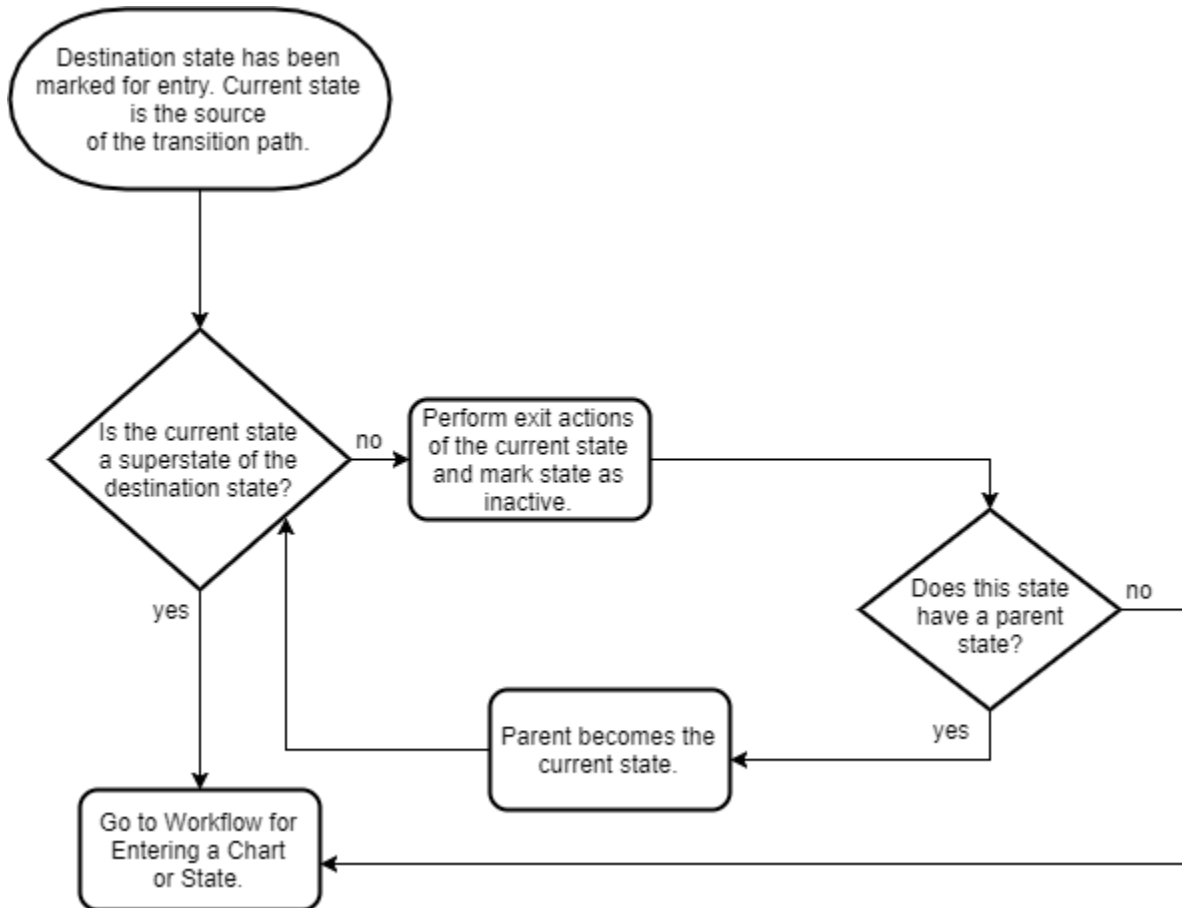 Destination state has been
marked for entry. Current state
is the source
of the transition path.
Is the current state
a superstate of the
destination state?
no
Perform exit actions
of the current state
and mark state as
inactive.
Does this state
have a parent
state?
no
yes
yes
Parent becomes the
current state.
Go to Workflow for
Entering a Chart
or State.